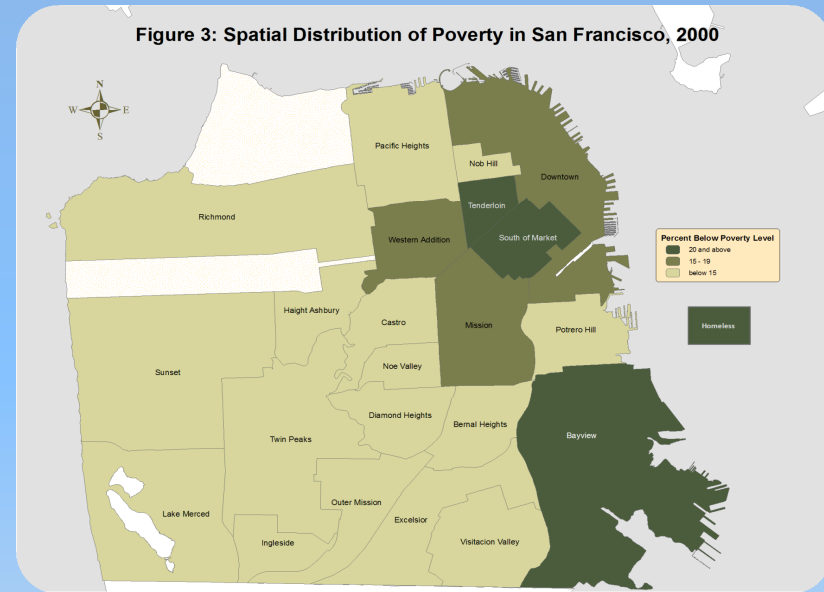 Figure 3: Spatial Distribution of Poverty in San Francisco, 2000
N
W E
S
Pacific Heights
Nob Hill
Downtown
Tenderloin
Richmond
Western Addition
South of Market
Percent Below Poverty Level
20 and above
15 - 19
below 15
Haight Ashbury
Castro
Mission
Potrero Hill
Homeless
Noe Valley
Sunset
Diamond Heights
Bernal Heights
Twin Peaks
Bayview
Outer Mission
Lake Merced
Excelsior
Ingleside
Visitacion Valley